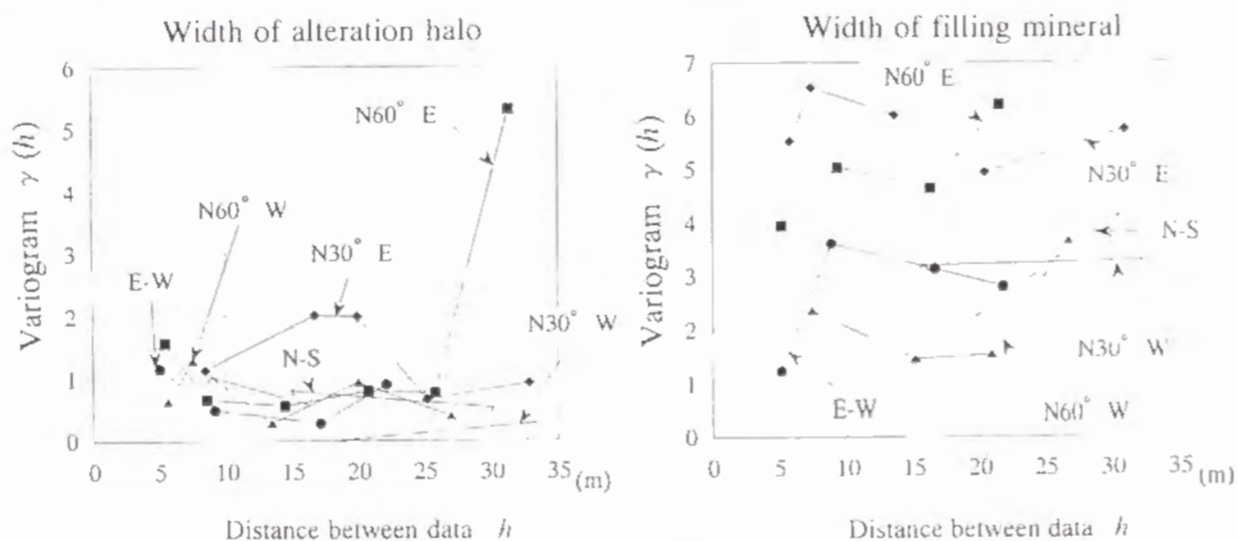 Width of alteration halo
6
5
4
3
2
1
0
Variogram γ (h)
N60° E
N60° W
N30° E
E-W
N30° W
N-S
0 5 10 15 20 25 30 35 (m)
Distance between data h
Width of filling mineral
7
6
5
4
3
2
1
0
Variogram γ (h)
N60° E
N30° E
N-S
N30° W
E-W
N60° W
0 5 10 15 20 25 30 35 (m)
Distance between data h